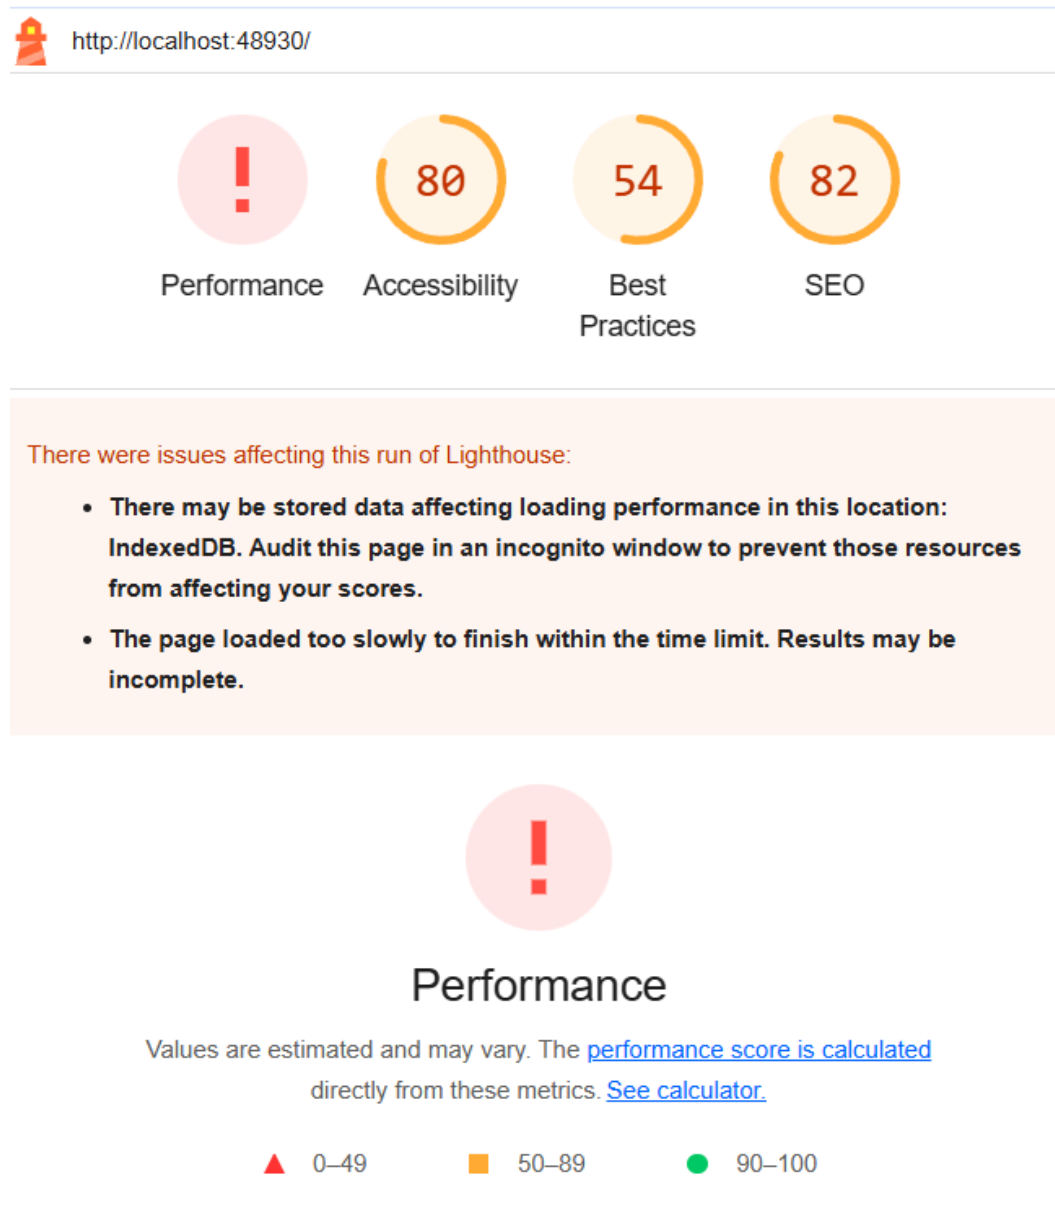 http://localhost:48930/
!
80
54
82
Performance
Accessibility
Best
Practices
SEO
There were issues affecting this run of Lighthouse:
• There may be stored data affecting loading performance in this location:
IndexedDB. Audit this page in an incognito window to prevent those resources
from affecting your scores.
• The page loaded too slowly to finish within the time limit. Results may be
incomplete.
!
Performance
Values are estimated and may vary. The performance score is calculated
directly from these metrics. See calculator.
0–49
50–89
90–100